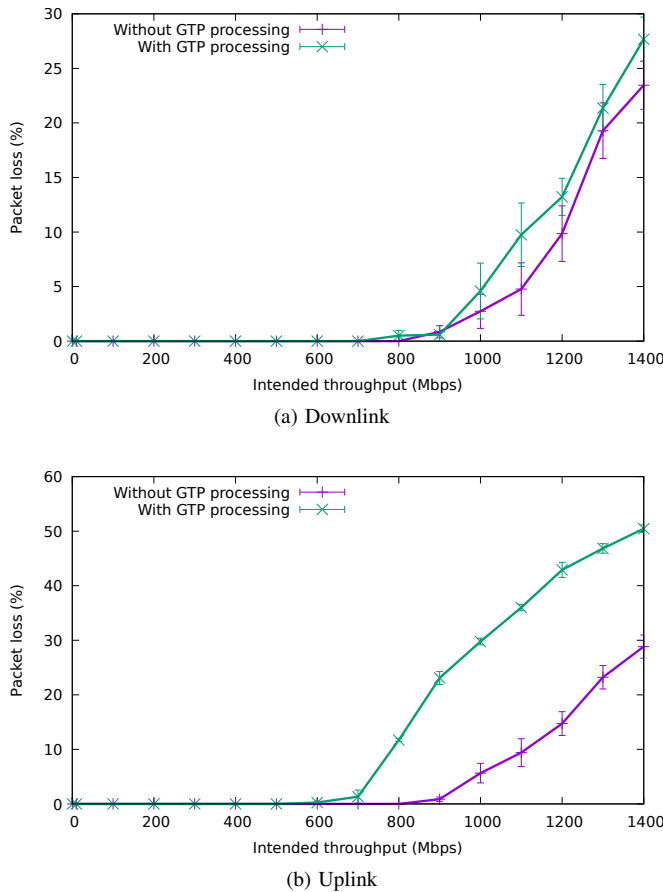 30
25
20
15
10
5
0
Packet loss (%)
Without GTP processing
With GTP processing
0 200 400 600 800 1000 1200 1400
Intended throughput (Mbps)
(a) Downlink
60
50
40
30
20
10
0
Packet loss (%)
Without GTP processing
With GTP processing
0 200 400 600 800 1000 1200 1400
Intended throughput (Mbps)
(b) Uplink